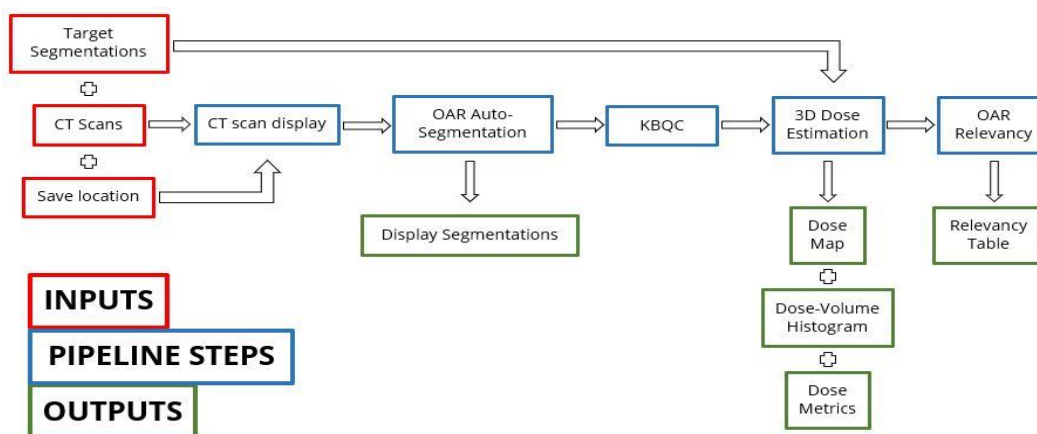 Target
Segmentations
CT Scans
CT scan display
OAR Auto-
Segmentation
KBQC
3D Dose
Estimation
OAR
Relevancy
Save location
Display Segmentations
Dose
Map
Relevancy
Table
Dose-Volume
Histogram
Dose
Metrics
INPUTS
PIPELINE STEPS
OUTPUTS